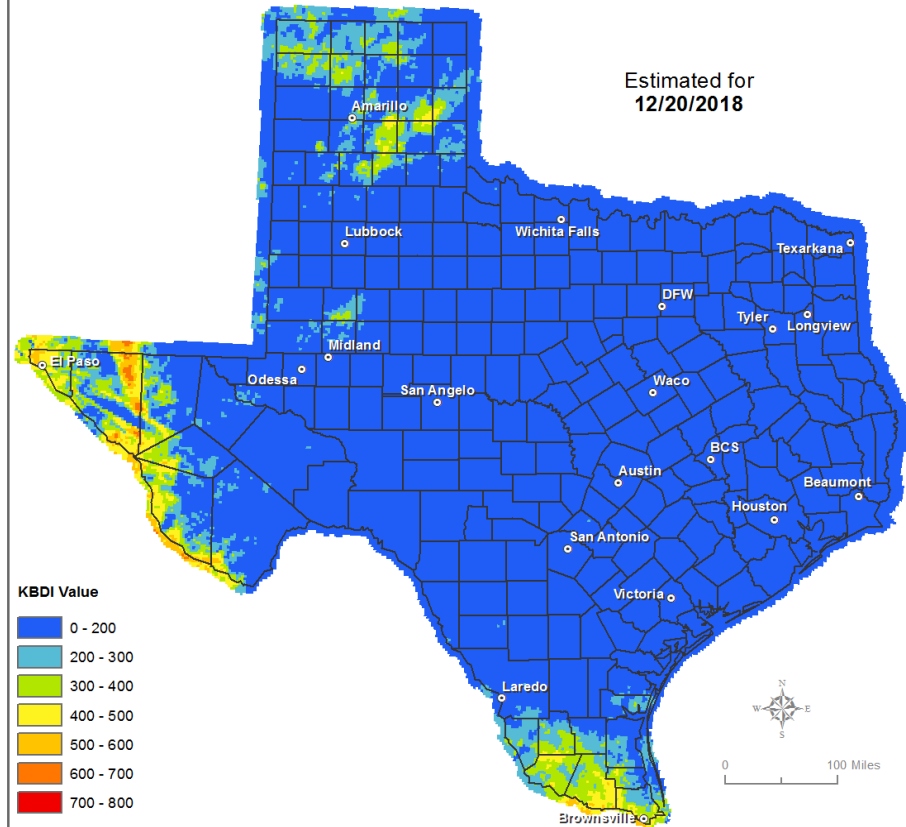 Estimated for
12/20/2018
Amarillo
Lubbock
Wichita Falls
Texarkana
DFW
Tyler
Longview
Midland
El Paso
Odessa
San Angelo
Waco
BCS
Austin
Beaumont
Houston
San Antonio
Victoria
Laredo
Brownsville
KBDI Value
0 - 200
200 - 300
300 - 400
400 - 500
500 - 600
600 - 700
700 - 800
N
W
E
S
0 100 Miles